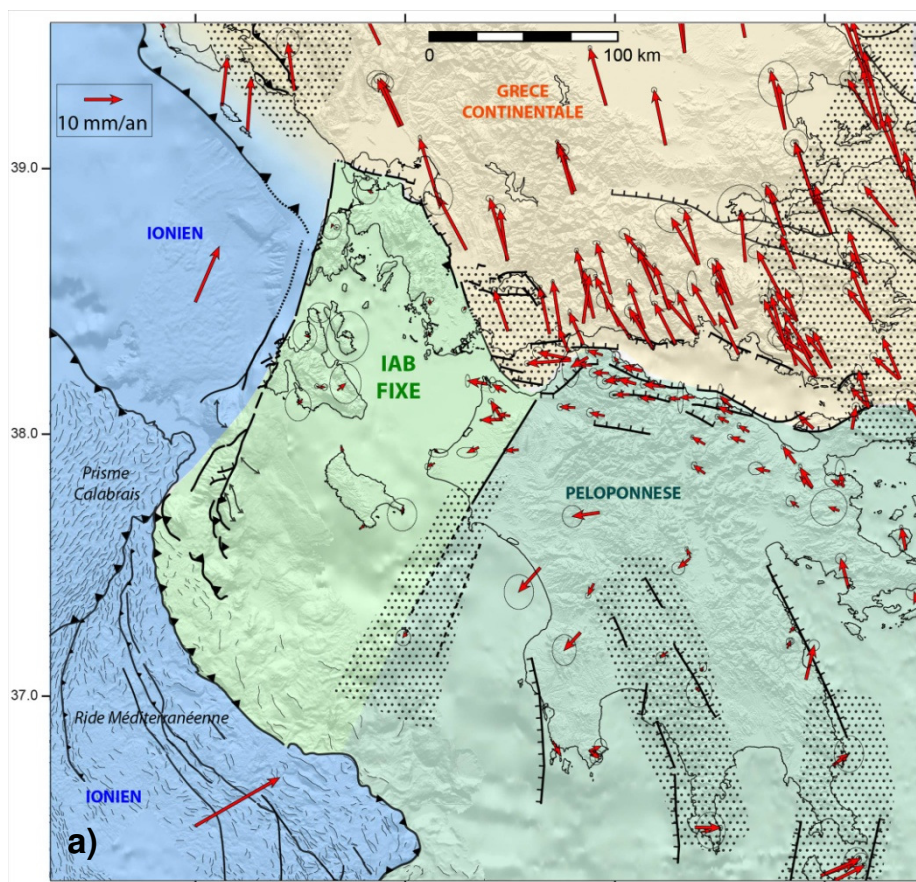 0 100 km
10 mm/an
GRECE
CONTINENTALE
39.0
IONIEN
IAB
FIXE
38.0
Prisme
Calabrais
PELOPONNESE
37.0
Ride Méditerranéenne
IONIEN
a)